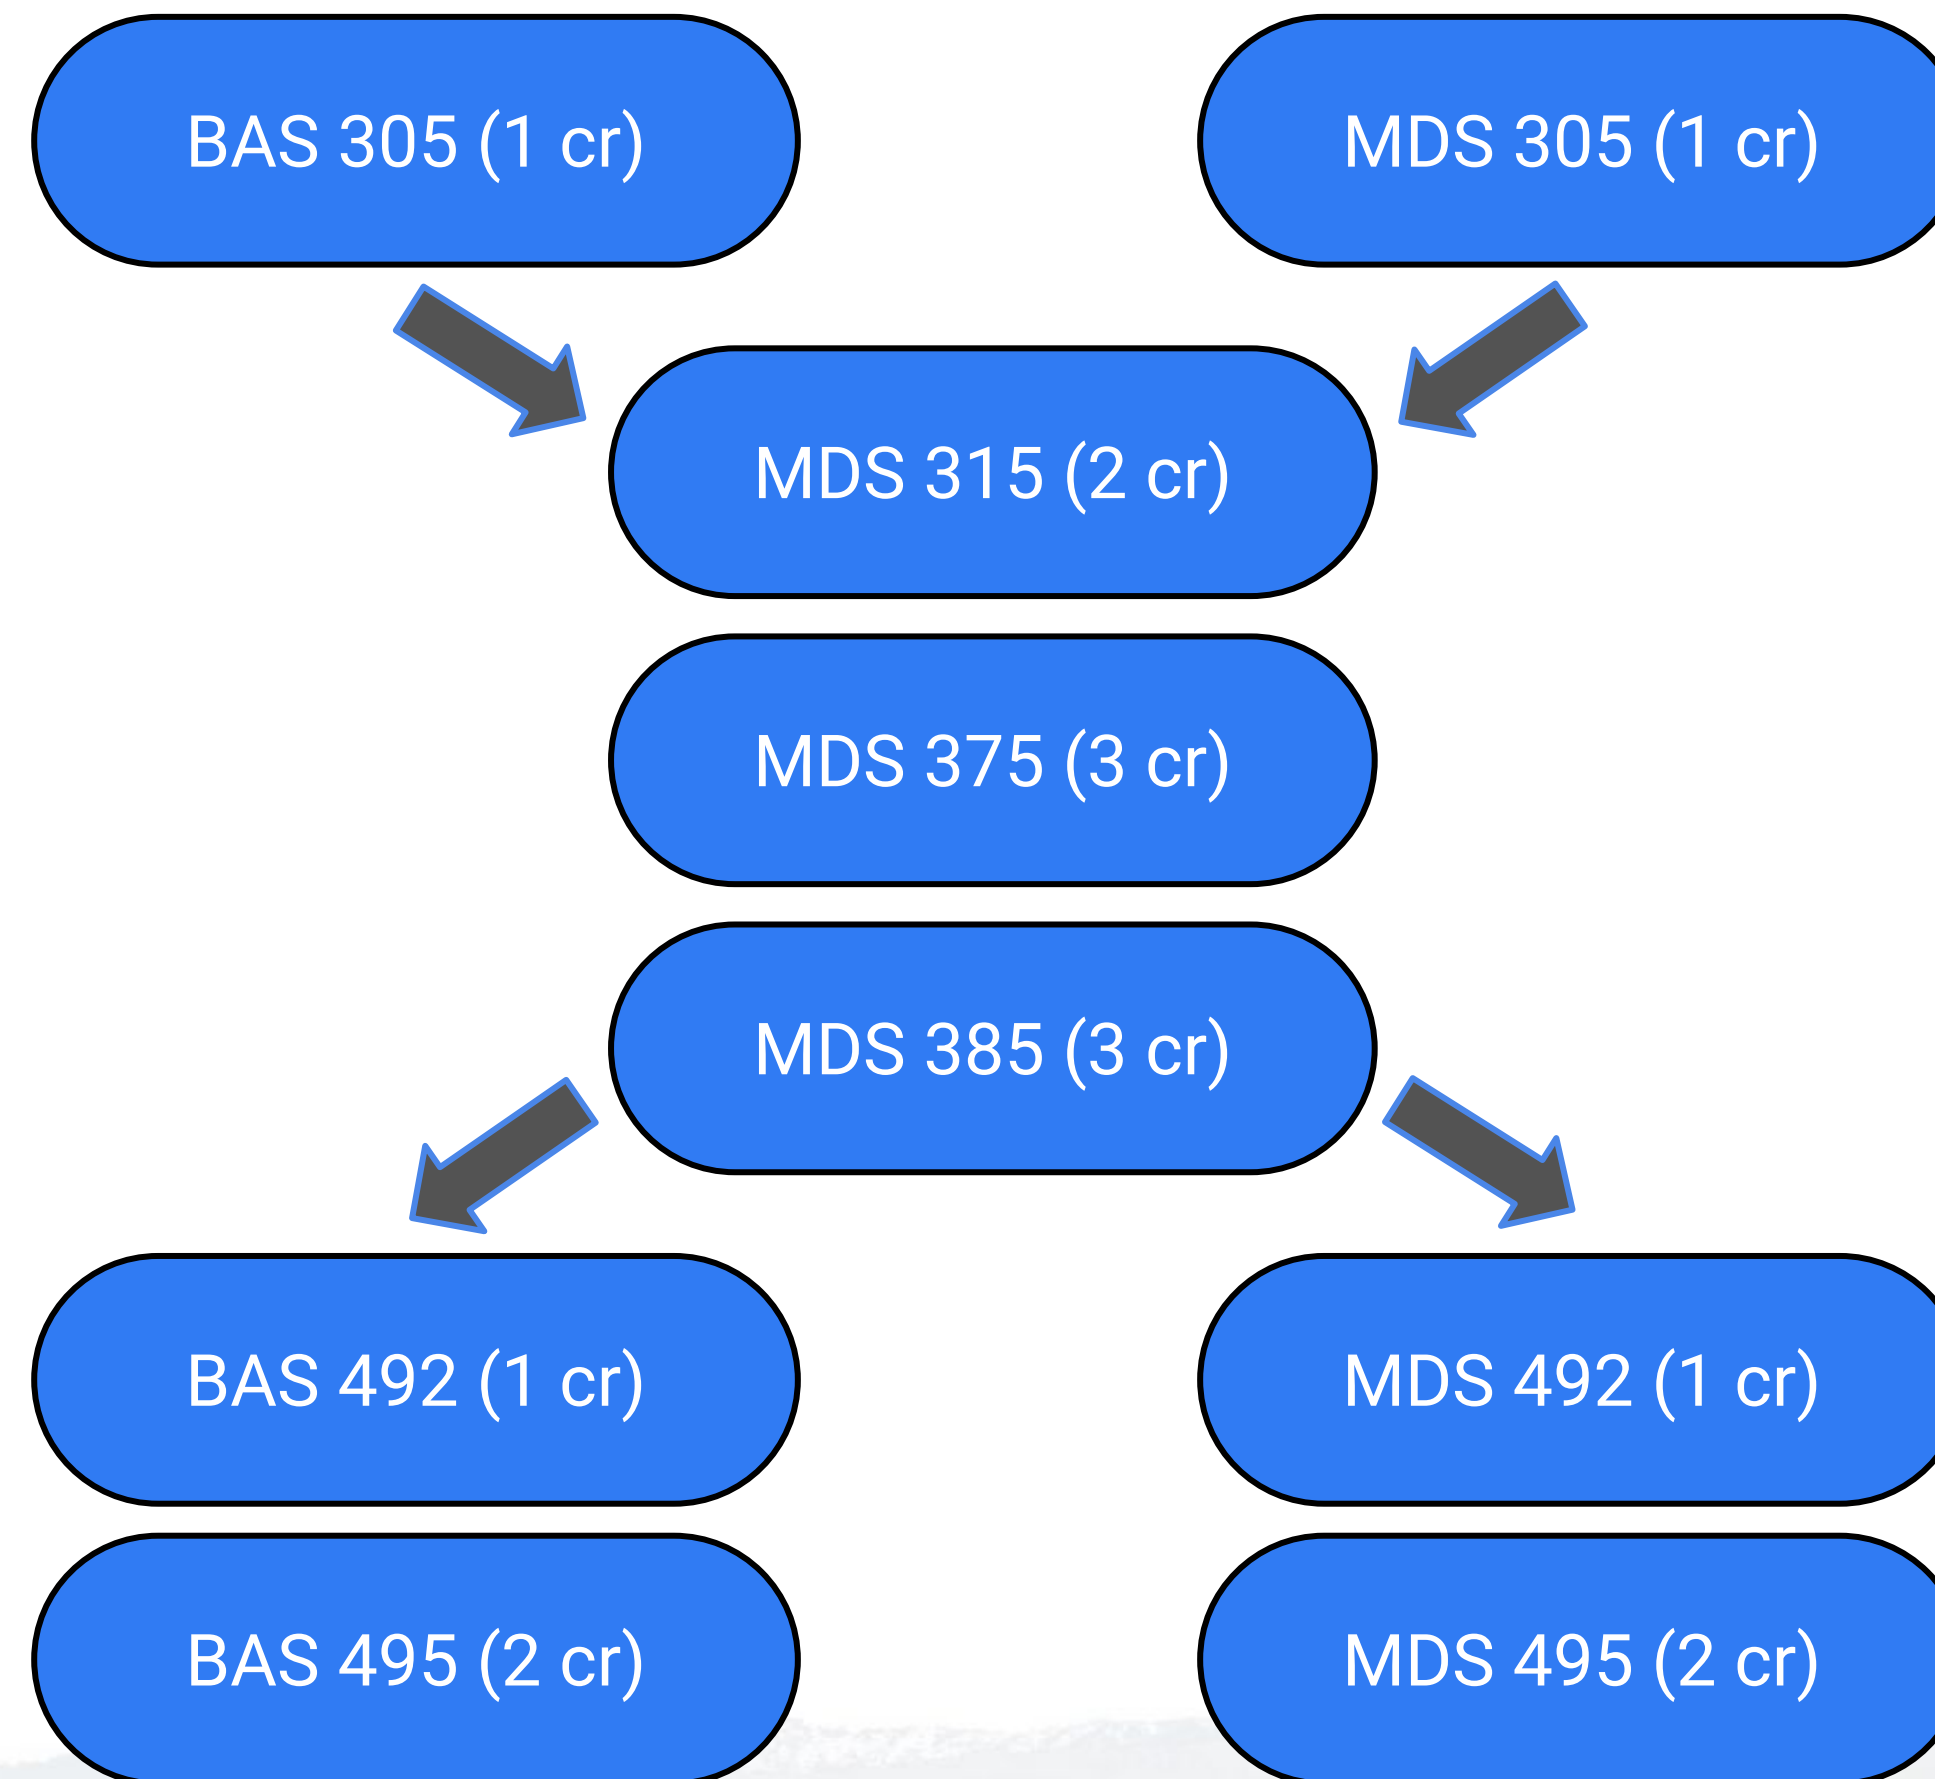 BAS 305 (1 cr)
MDS 305 (1 cr)
MDS 315 (2 cr)
MDS 375 (3 cr)
MDS 385 (3 cr)
BAS 492 (1 cr)
MDS 492 (1 cr)
BAS 495 (2 cr)
MDS 495 (2 cr)